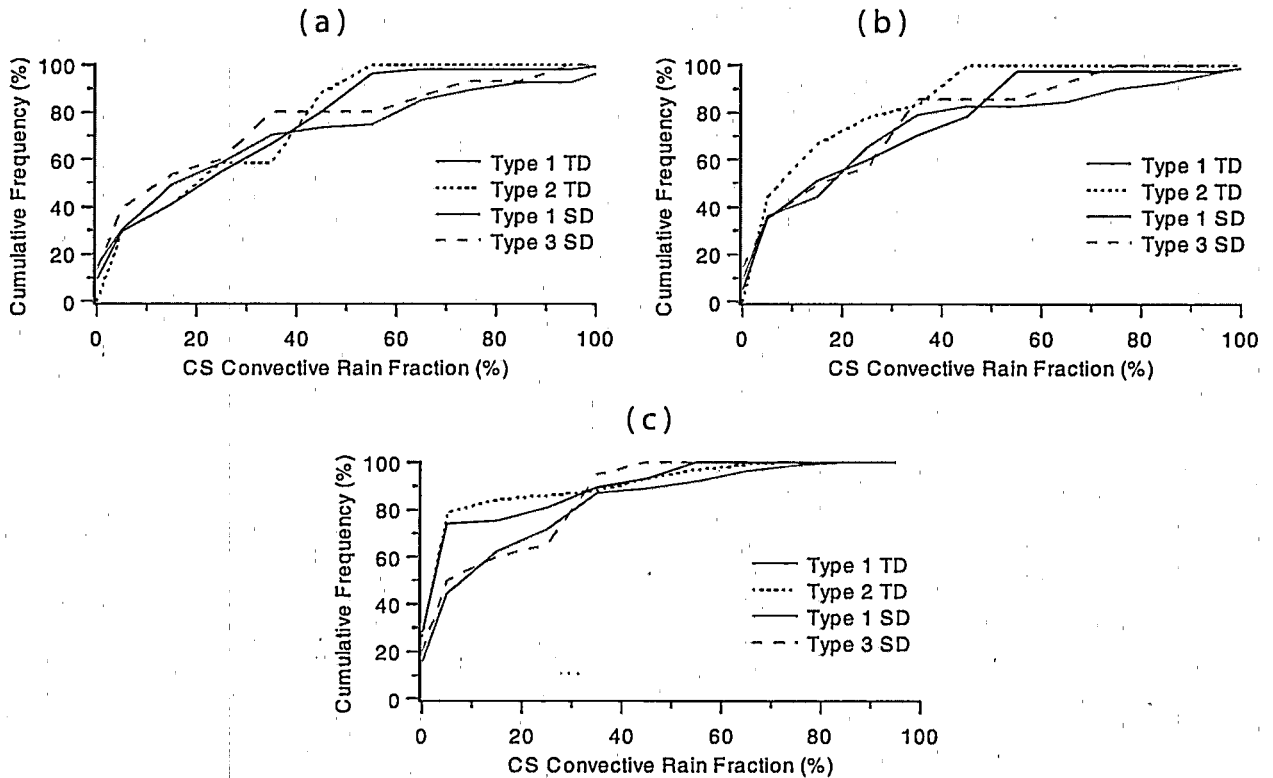 (a)
Cumulative Frequency (%)
100
80
60
40
20
0
0 20 40 60 80 100
CS Convective Rain Fraction (%)
Type 1 TD
Type 2 TD
Type 1 SD
Type 3 SD
(b)
Cumulative Frequency (%)
100
80
60
40
20
0
0 20 40 60 80 100
CS Convective Rain Fraction (%)
Type 1 TD
Type 2 TD
Type 1 SD
Type 3 SD
(c)
Cumulative Frequency (%)
100
80
60
40
20
0
0 20 40 60 80 100
CS Convective Rain Fraction (%)
Type 1 TD
Type 2 TD
Type 1 SD
Type 3 SD